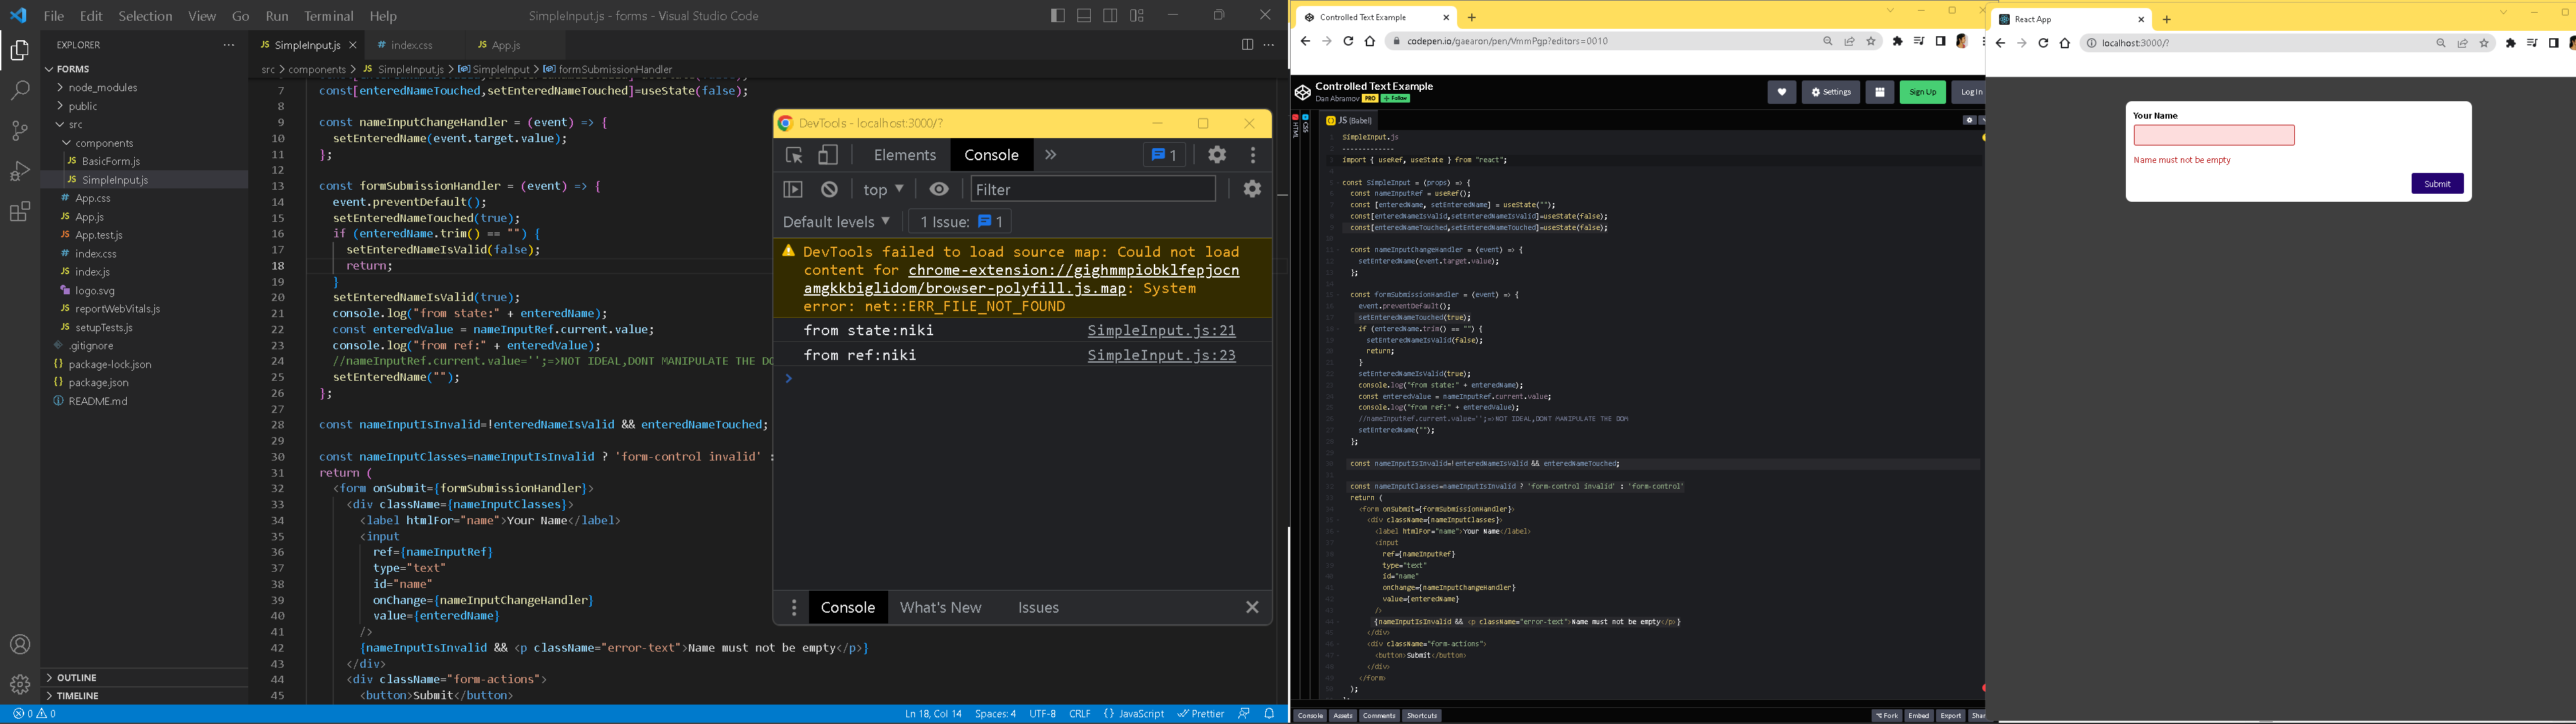 File Edit Selection View Go Run Terminal Help
SimpleInput.js - forms - Visual Studio Code
EXPLORER
FORMS
node_modules
public
src
components
JS BasicForm.js
JS SimpleInput.js
# App.css
JS App.js
JS App.test.js
# index.css
JS index.js
logo.svg
JS reportWebVitals.js
JS setupTests.js
.gitignore
{} package-lock.json
{} package.json
README.md
OUTLINE
TIMELINE
JS SimpleInput.js
# index.css
JS App.js
src > components > JS SimpleInput.js > SimpleInput > formSubmissionHandler
7 const[enteredNameTouched,setEnteredNameTouched]=useState(false);
8
9 const nameInputChangeHandler = (event) => {
10 setEnteredName(event.target.value);
11 };
12
13 const formSubmissionHandler = (event) => {
14 event.preventDefault();
15 setEnteredNameTouched(true);
16 if (enteredName.trim() == "") {
17 setEnteredNameIsValid(false);
18 return;
19 }
20 setEnteredNameIsValid(true);
21 console.log("from state:" + enteredName);
22 const enteredValue = nameInputRef.current.value;
23 console.log("from ref:" + enteredValue);
24 //nameInputRef.current.value='';=>NOT IDEAL,DONT MANIPULATE THE DO
25 setEnteredName("");
26 };
27
28 const nameInputIsInvalid=!enteredNameIsValid && enteredNameTouched;
29
30 const nameInputClasses=nameInputIsInvalid ? 'form-control invalid' :
31 return (
32 <form onSubmit={formSubmissionHandler}>
33 <div className={nameInputClasses}>
34 <label htmlFor="name">Your Name</label>
35 <input
36 ref={nameInputRef}
37 type="text"
38 id="name"
39 onChange={nameInputChangeHandler}
40 value={enteredName}
41 />
42 {nameInputIsInvalid && <p className="error-text">Name must not be empty</p>}
43 </div>
44 <div className="form-actions">
45 <button>Submit</button>
0 0
Ln 18, Col 14 Spaces: 4 UTF-8 CRLF {} JavaScript Prettier
DevTools - localhost:3000/?
Elements Console 1
top Filter
Default levels 1 Issue: 1
DevTools failed to load source map: Could not load
content for chrome-extension://gighmmpiobklfepjocn
amgkkbiglidom/browser-polyfill.js.map: System
error: net::ERR_FILE_NOT_FOUND
from state:niki SimpleInput.js:21
from ref:niki SimpleInput.js:23
Console What's New Issues
Controlled Text Example
codepen.io/gaearon/pen/VmmPgp?editors=0010
Controlled Text Example
Dan Abramov PRO + Follow
Settings Sign Up Log In
HTML
CSS
JS (Babel)
SimpleInput.js
-------------
import { useRef, useState } from "react";
const SimpleInput = (props) => {
const nameInputRef = useRef();
const [enteredName, setEnteredName] = useState("");
const[enteredNameIsValid,setEnteredNameIsValid]=useState(false);
const[enteredNameTouched,setEnteredNameTouched]=useState(false);
const nameInputChangeHandler = (event) => {
setEnteredName(event.target.value);
};
const formSubmissionHandler = (event) => {
event.preventDefault();
setEnteredNameTouched(true);
if (enteredName.trim() == "") {
setEnteredNameIsValid(false);
return;
}
setEnteredNameIsValid(true);
console.log("from state:" + enteredName);
const enteredValue = nameInputRef.current.value;
console.log("from ref:" + enteredValue);
//nameInputRef.current.value='';=>NOT IDEAL,DONT MANIPULATE THE DOM
setEnteredName("");
};
const nameInputIsInvalid=!enteredNameIsValid && enteredNameTouched;
const nameInputClasses=nameInputIsInvalid ? 'form-control invalid' : 'form-control'
return (
<form onSubmit={formSubmissionHandler}>
<div className={nameInputClasses}>
<label htmlFor="name">Your Name</label>
<input
ref={nameInputRef}
type="text"
id="name"
onChange={nameInputChangeHandler}
value={enteredName}
/>
{nameInputIsInvalid && <p className="error-text">Name must not be empty</p>}
</div>
<div className="form-actions">
<button>Submit</button>
</div>
</form>
);
Console Assets Comments Shortcuts
Fork Embed Export Shar
React App
localhost:3000/?
Your Name
Name must not be empty
Submit